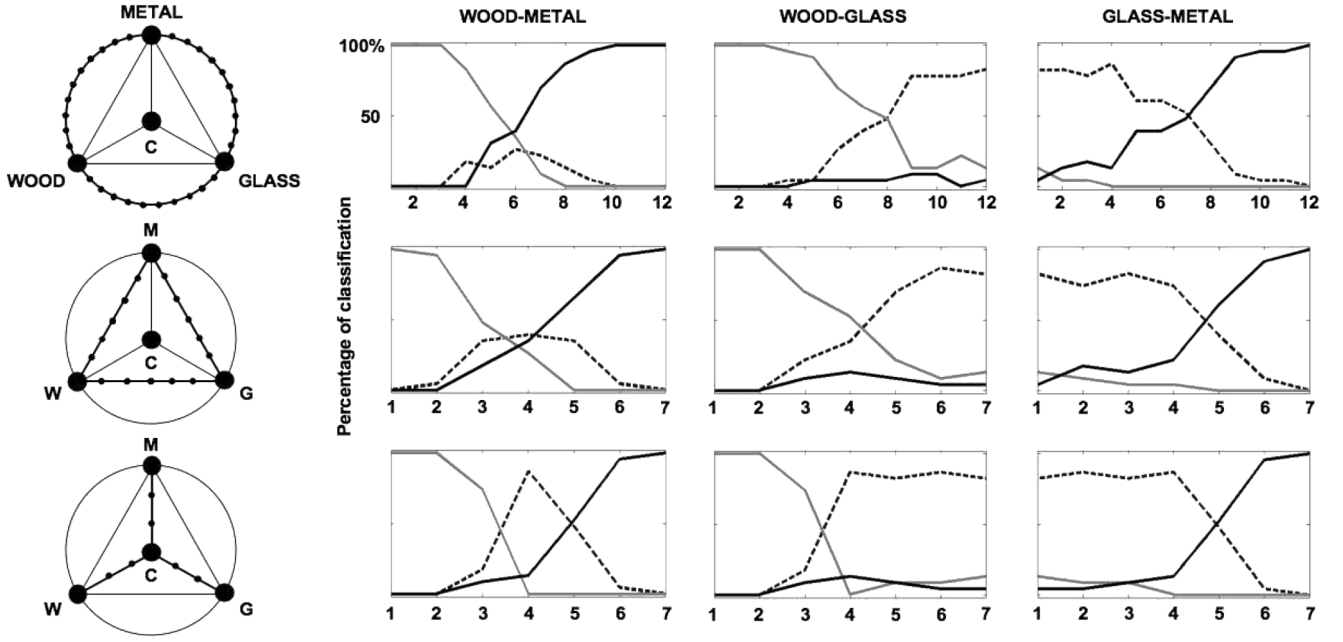 METAL
WOOD
C
GLASS
M
C
W
G
M
C
W
G
Percentage of classification
WOOD-METAL
WOOD-GLASS
GLASS-METAL
100%
50
2 4 6 8 10 12
2 4 6 8 10 12
2 4 6 8 10 12
1 2 3 4 5 6 7
1 2 3 4 5 6 7
1 2 3 4 5 6 7
1 2 3 4 5 6 7
1 2 3 4 5 6 7
1 2 3 4 5 6 7